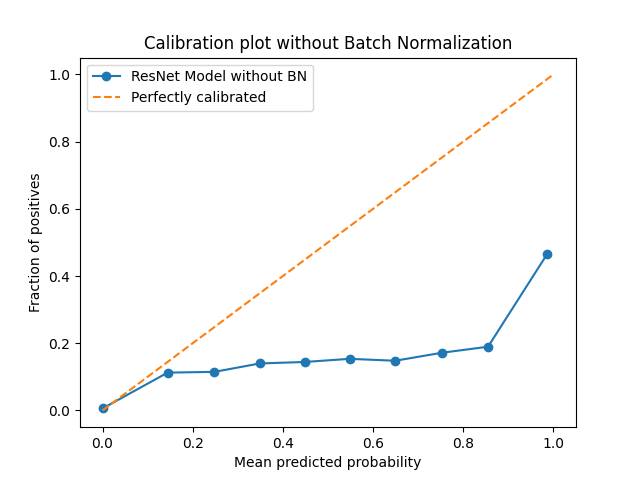 Calibration plot without Batch Normalization
ResNet Model without BN
Perfectly calibrated
Fraction of positives
1.0
0.8
0.6
0.4
0.2
0.0
0.0 0.2 0.4 0.6 0.8 1.0
Mean predicted probability